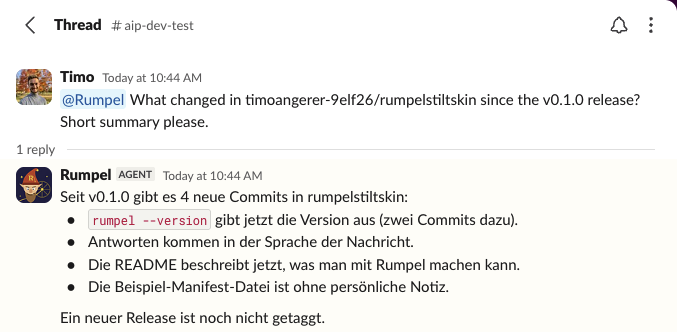 Thread # aip-dev-test
Timo Today at 10:44 AM
@Rumpel What changed in timoangerer-9elf26/rumpelstiltskin since the v0.1.0 release?
Short summary please.
1 reply
Rumpel AGENT Today at 10:44 AM
Seit v0.1.0 gibt es 4 neue Commits in rumpelstiltskin:
• rumpel --version gibt jetzt die Version aus (zwei Commits dazu).
• Antworten kommen in der Sprache der Nachricht.
• Die README beschreibt jetzt, was man mit Rumpel machen kann.
• Die Beispiel-Manifest-Datei ist ohne persönliche Notiz.
Ein neuer Release ist noch nicht getaggt.